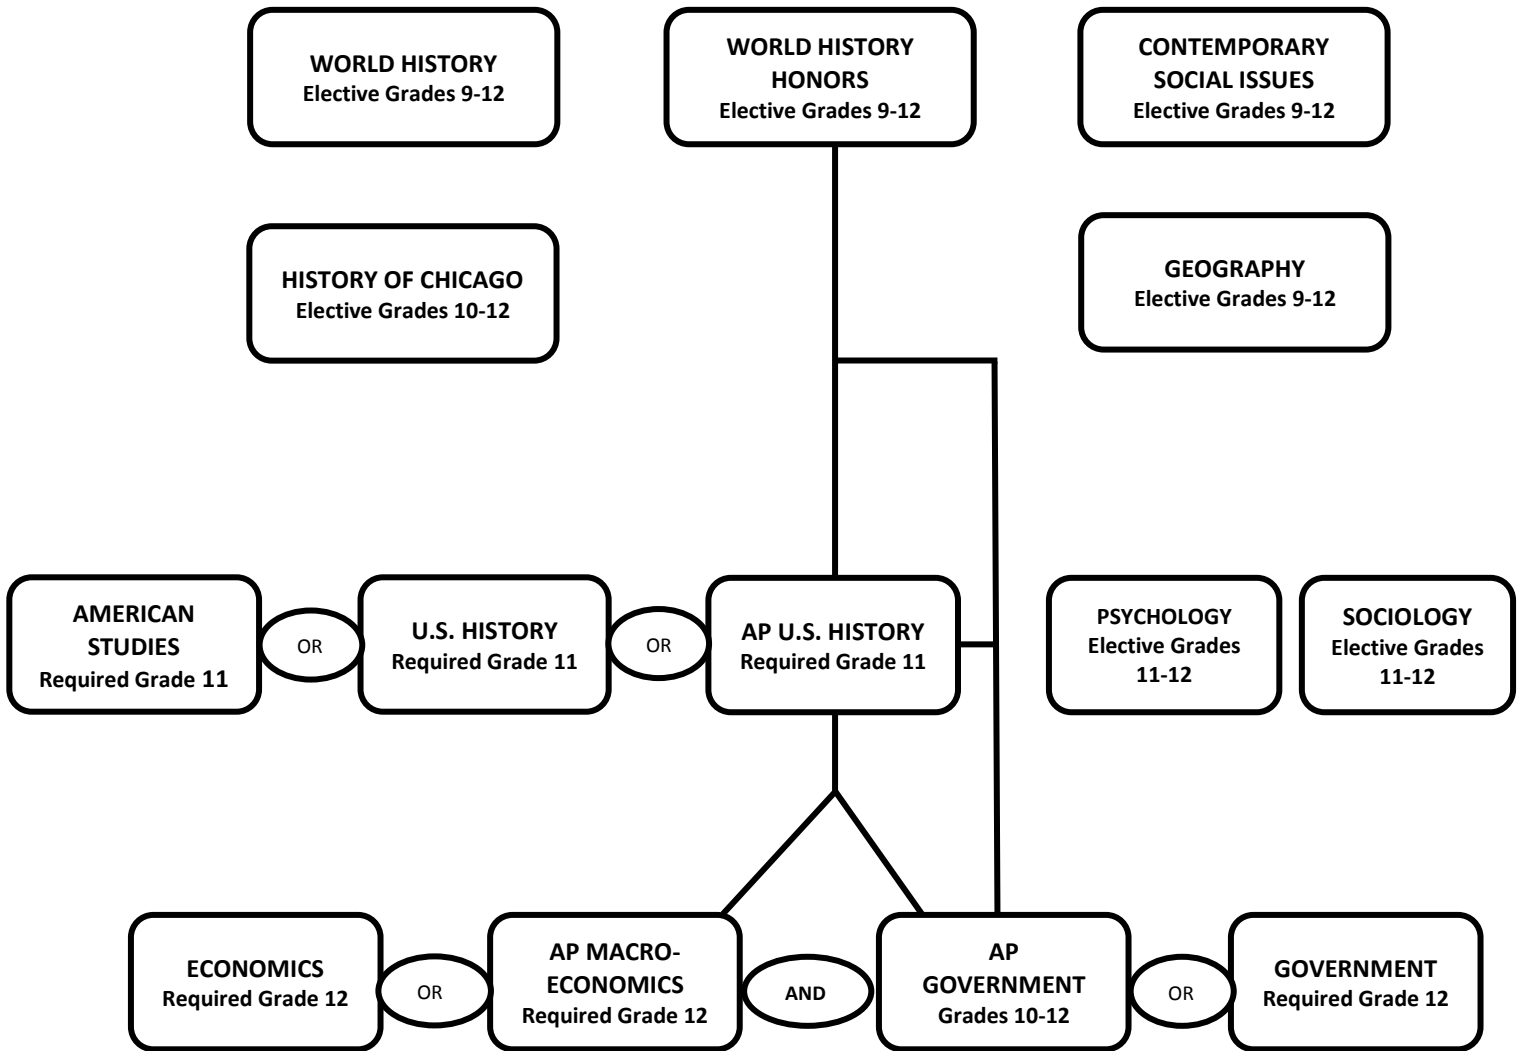 WORLD HISTORY
Elective Grades 9-12
WORLD HISTORY
HONORS
Elective Grades 9-12
CONTEMPORARY
SOCIAL ISSUES
Elective Grades 9-12
HISTORY OF CHICAGO
Elective Grades 10-12
GEOGRAPHY
Elective Grades 9-12
AMERICAN
STUDIES
Required Grade 11
OR
U.S. HISTORY
Required Grade 11
OR
AP U.S. HISTORY
Required Grade 11
PSYCHOLOGY
Elective Grades
11-12
SOCIOLOGY
Elective Grades
11-12
ECONOMICS
Required Grade 12
OR
AP MACRO-
ECONOMICS
Required Grade 12
AND
AP
GOVERNMENT
Grades 10-12
OR
GOVERNMENT
Required Grade 12